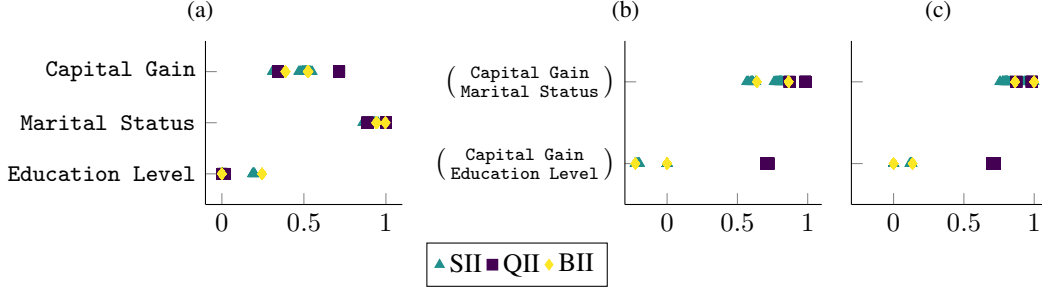 (a)
(b)
(c)
Capital Gain
Marital Status
Education Level
0
0.5
1
( Capital Gain
Marital Status )
( Capital Gain
Education Level )
0
0.5
1
0
0.5
1
SII QII BII